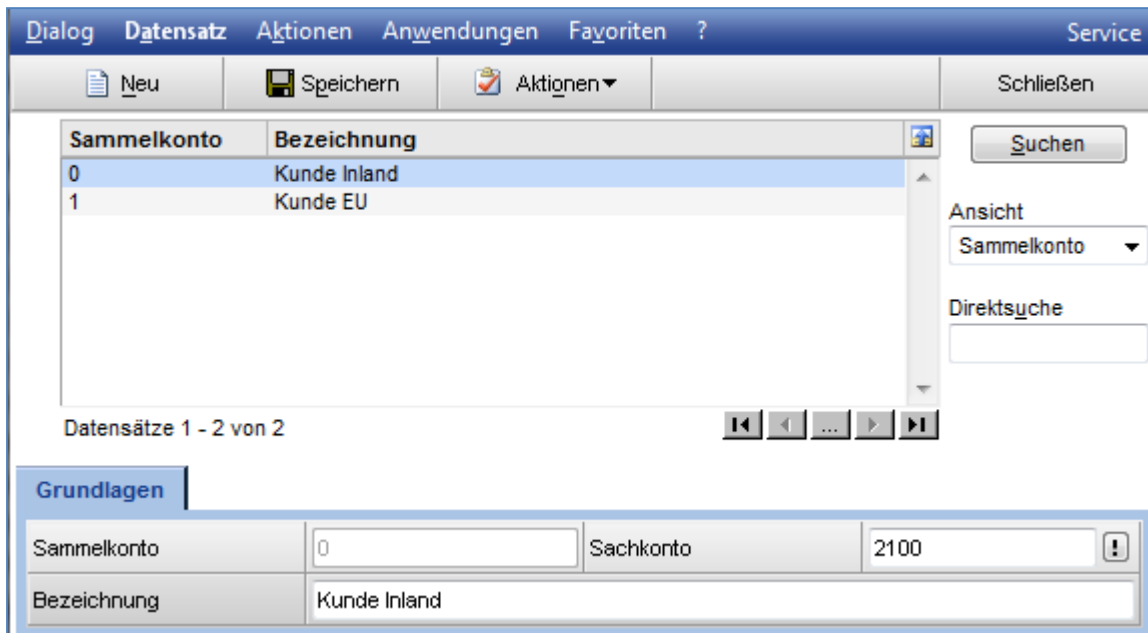 Dialog Datensatz Aktionen Anwendungen Favoriten ? Service
Neu Speichern Aktionen Schließen
Sammelkonto Bezeichnung
Suchen
0 Kunde Inland
1 Kunde EU
Ansicht
Sammelkonto
Direktsuche
Datensätze 1 - 2 von 2 ...
Grundlagen
Sammelkonto 0 Sachkonto 2100 !
Bezeichnung Kunde Inland